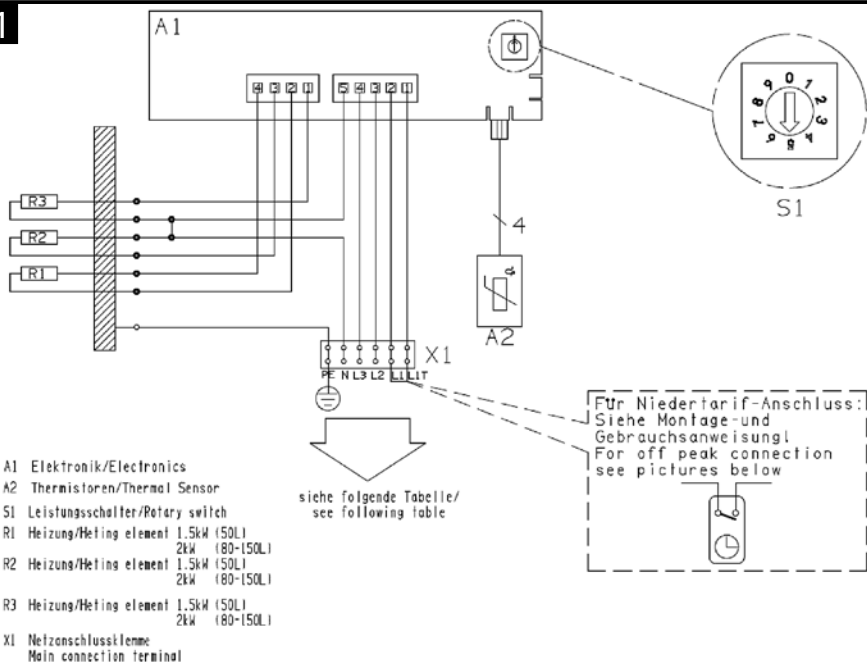 1
A1
4 3 2 1
5 4 3 2 1
0 1 2 3 4 5 6 7 8 9
S1
R3
R2
R1
4
A2
X1
PE N L3 L2 L1 L1T
Für Niedertarif-Anschluss:
Siehe Montage-und
Gebrauchsanweisung!
For off peak connection
see pictures below
siehe folgende Tabelle/
see following table
A1 Elektronik/Electronics
A2 Thermistoren/Thermal Sensor
S1 Leistungsschalter/Rotary switch
R1 Heizung/Heting element 1.5kW (50L)
2kW (80-150L)
R2 Heizung/Heting element 1.5kW (50L)
2kW (80-150L)
R3 Heizung/Heting element 1.5kW (50L)
2kW (80-150L)
X1 Netzanschlussklemme
Main connection terminal